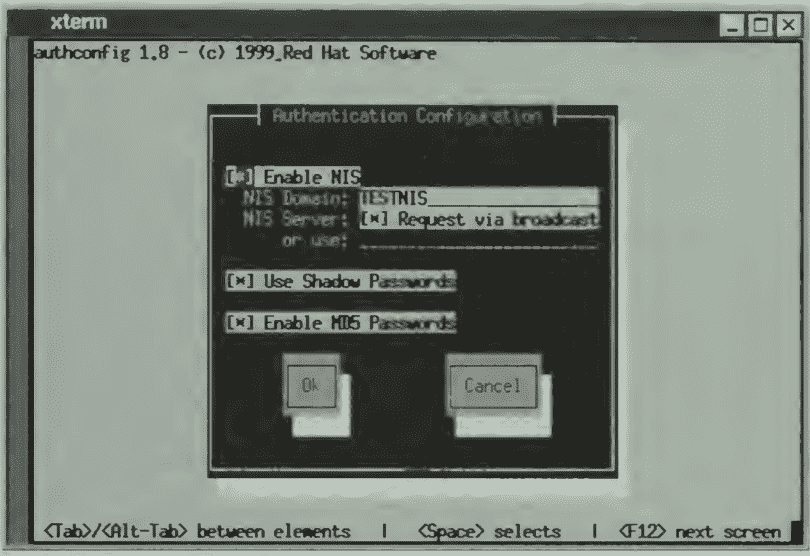 xterm
authconfig 1.8 - (c) 1999 Red Hat Software
Authentication Configuration
[*] Enable NIS
NIS Domain: TESTNIS
NIS Server: [*] Request via broadcast
or use:
[*] Use Shadow Passwords
[*] Enable MD5 Passwords
Ok Cancel
<Tab>/<Alt-Tab> between elements | <Space> selects | <F12> next screen